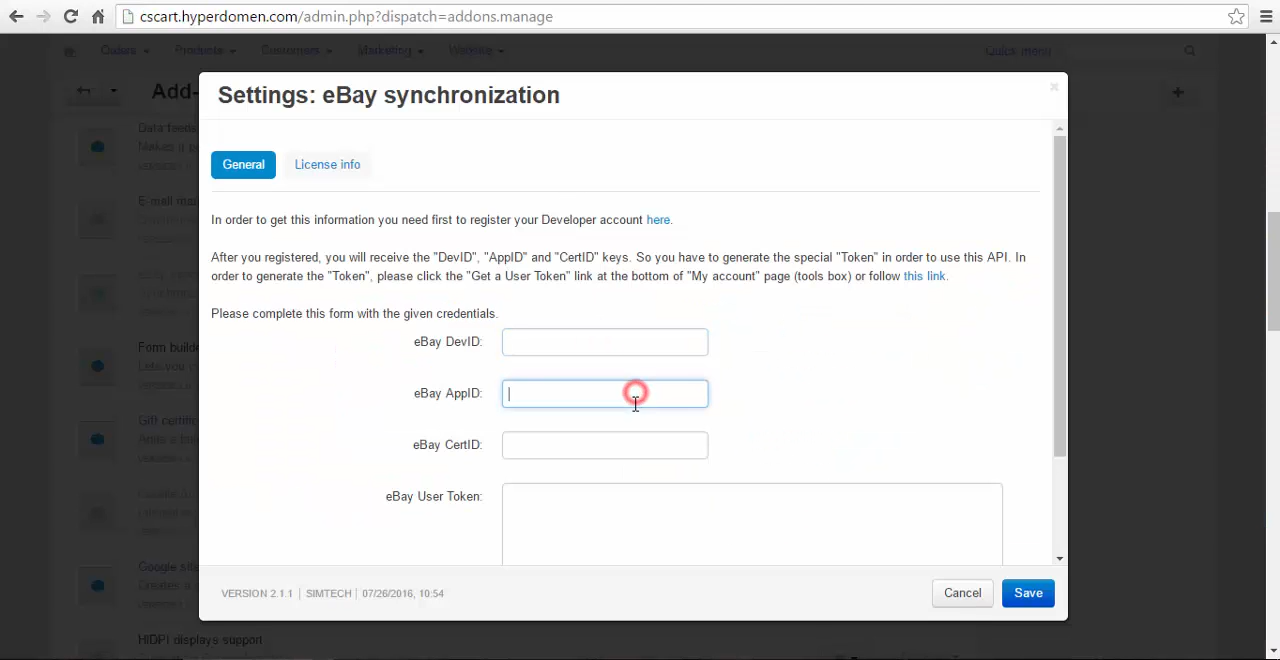 cscart.hyperdomen.com/admin.php?dispatch=addons.manage
Orders Products Customers Marketing Website Quick menu
Add-
Settings: eBay synchronization
Data feeds
Makes it
E-mail ma
General License info
In order to get this information you need first to register your Developer account here.
After you registered, you will receive the "DevID", "AppID" and "CertID" keys. So you have to generate the special "Token" in order to use this API. In
order to generate the "Token", please click the "Get a User Token" link at the bottom of "My account" page (tools box) or follow this link.
Please complete this form with the given credentials.
eBay DevID:
Form builde
Lets you
eBay AppID:
Gift certific
eBay CertID:
eBay User Token:
Google sit
Creates a
VERSION 2.1.1 | SIMTECH | 07/26/2016, 10:54
Cancel Save
HIDPI displays support